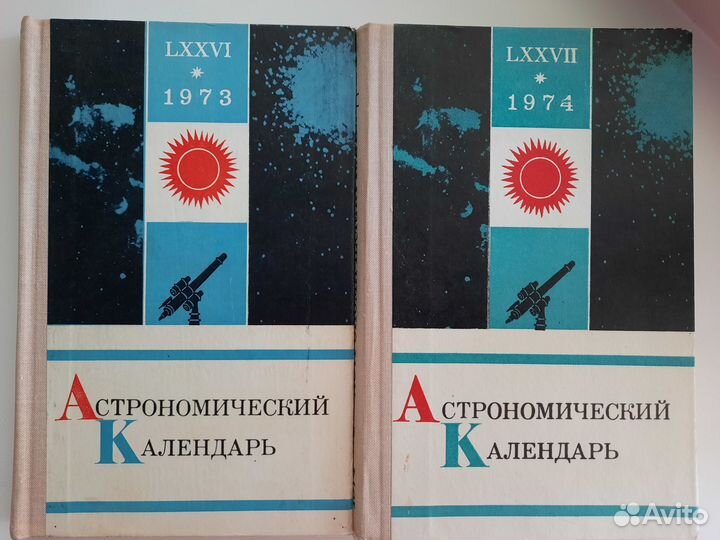 LXXVI
1973
АСТРОНОМИЧЕСКИЙ
КАЛЕНДАРЬ
LXXVII
1974
АСТРОНОМИЧЕСКИЙ
КАЛЕНДАРЬ
Avito